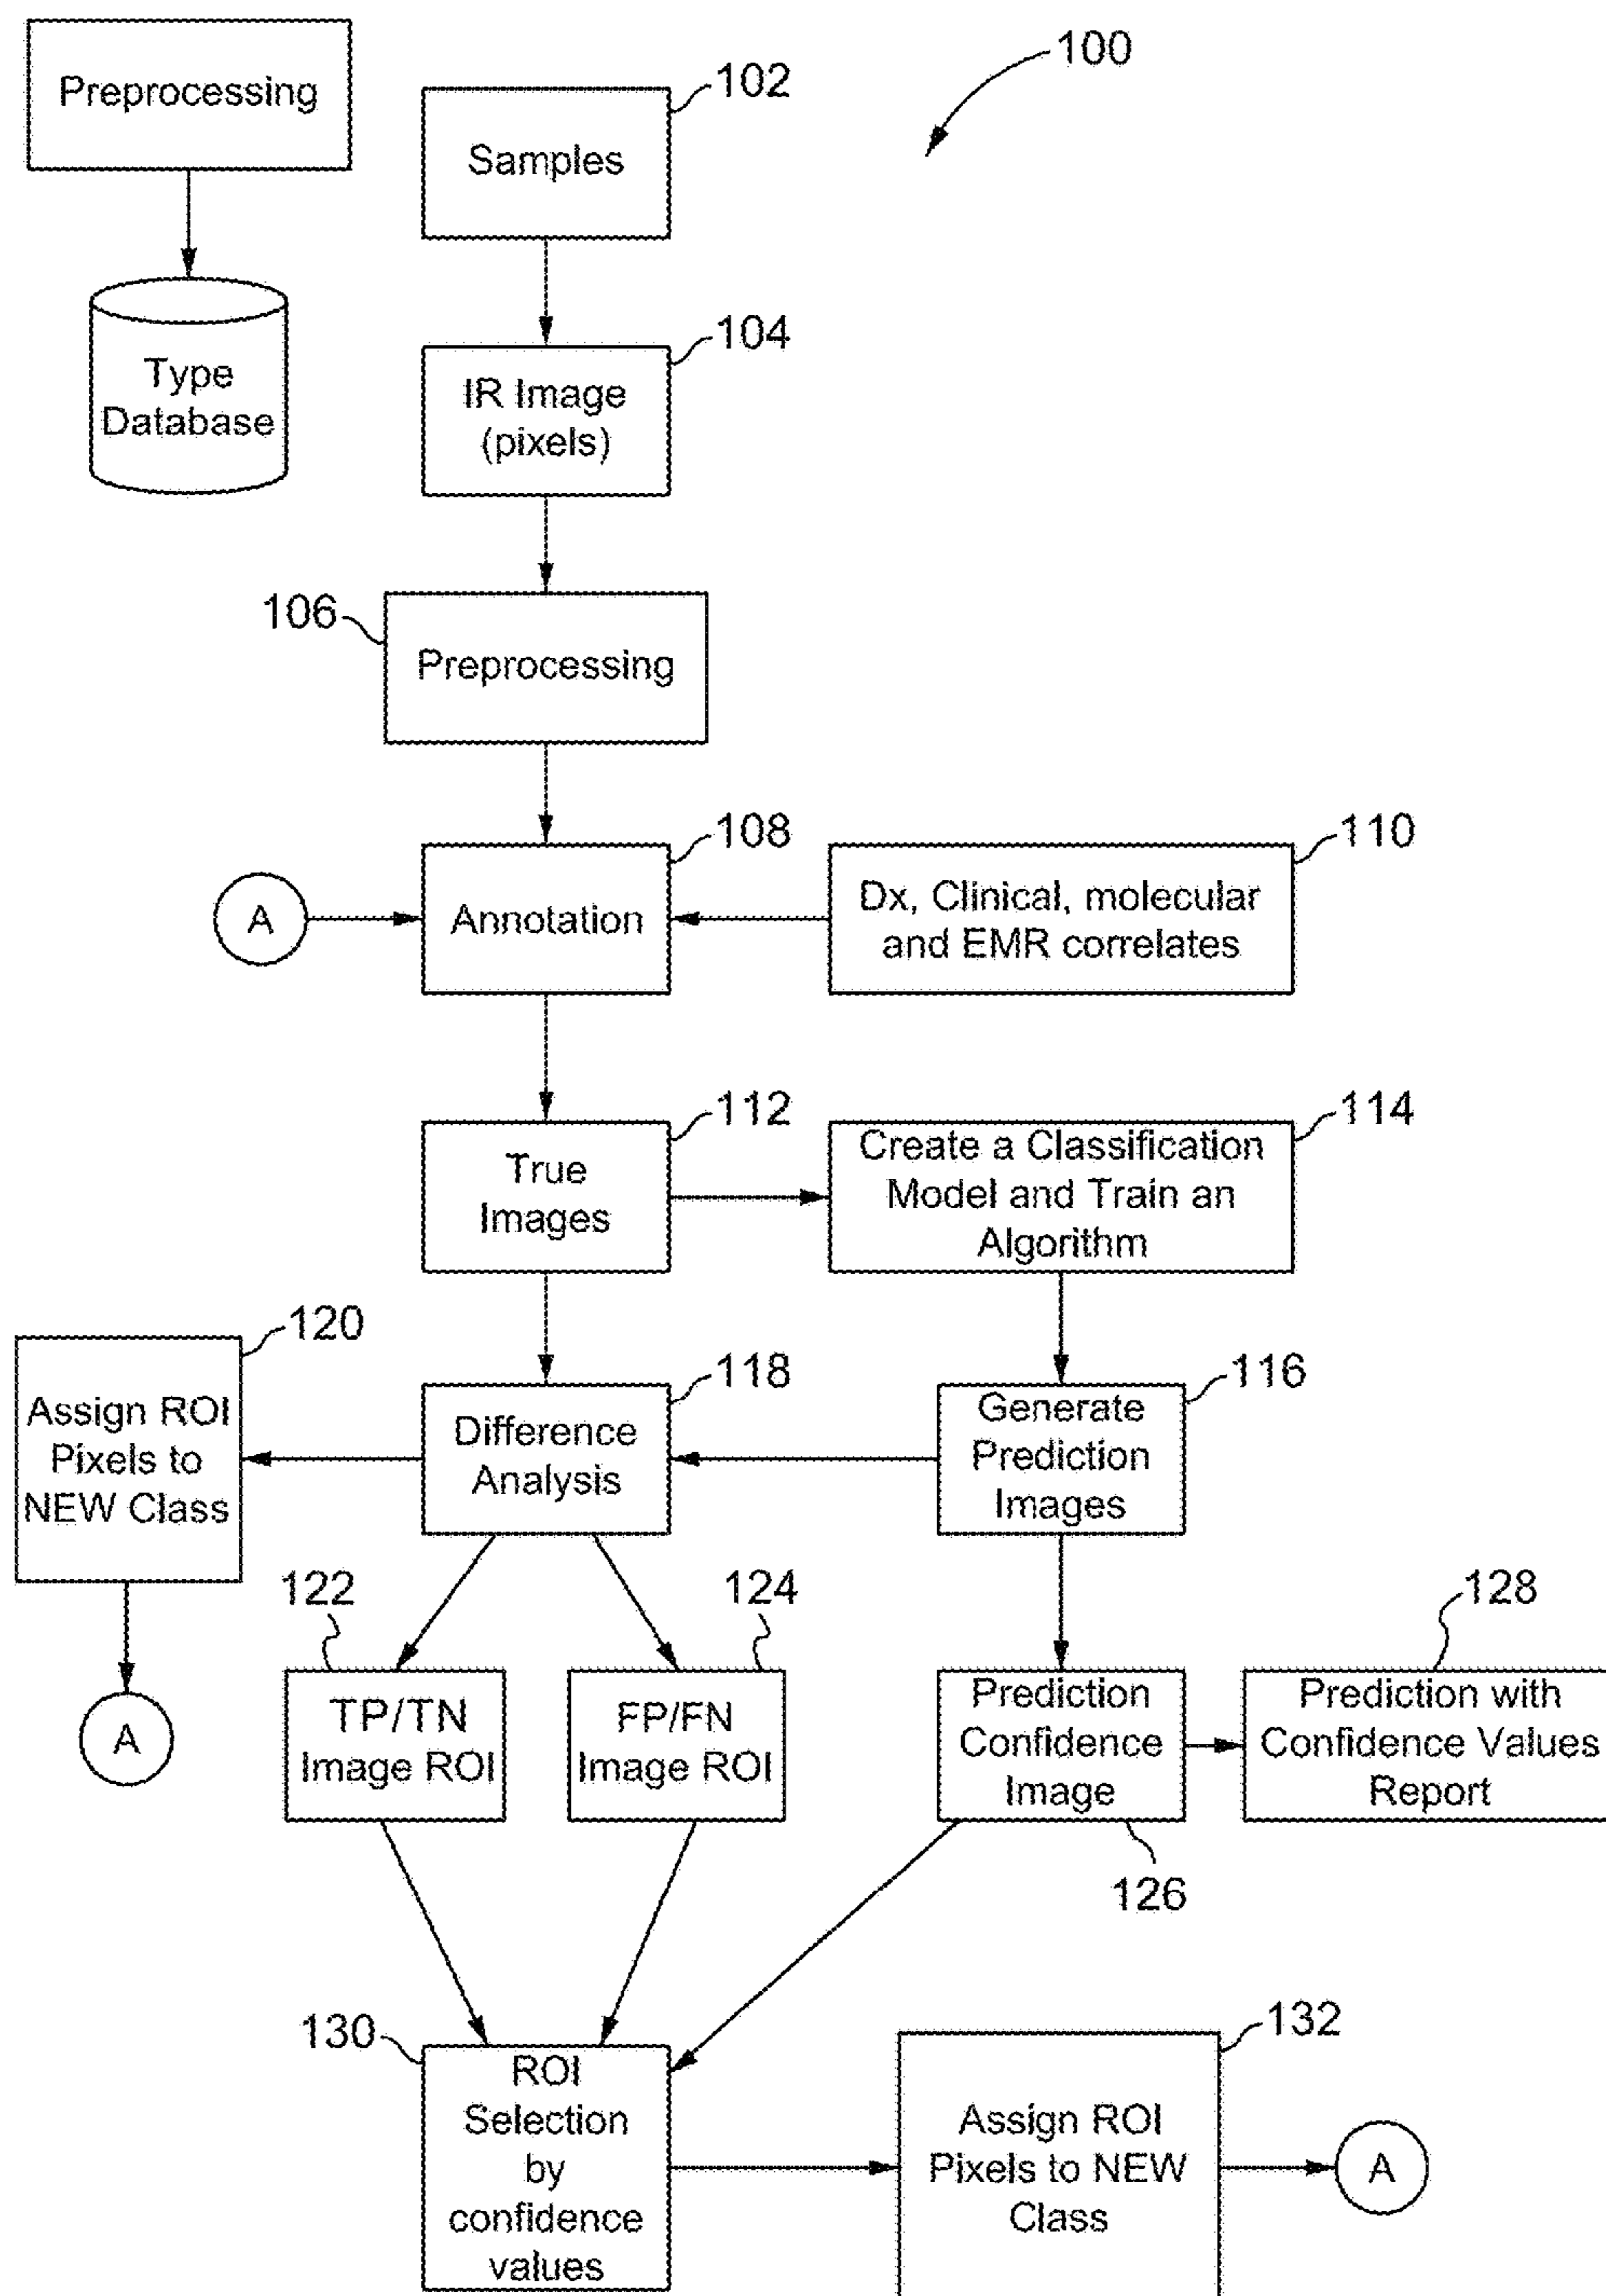 Preprocessing
100
102
Samples
Type
Database
104
IR Image
(pixels)
106
Preprocessing
108
110
A
Annotation
Dx, Clinical, molecular
and EMR correlates
112
114
True
Images
Create a Classification
Model and Train an
Algorithm
120
118
116
Assign ROI
Pixels to
NEW Class
Difference
Analysis
Generate
Prediction
Images
122
124
128
A
TP/TN
Image ROI
FP/FN
Image ROI
Prediction
Confidence
Image
Prediction with
Confidence Values
Report
126
130
132
ROI
Selection
by
confidence
values
Assign ROI
Pixels to NEW
Class
A